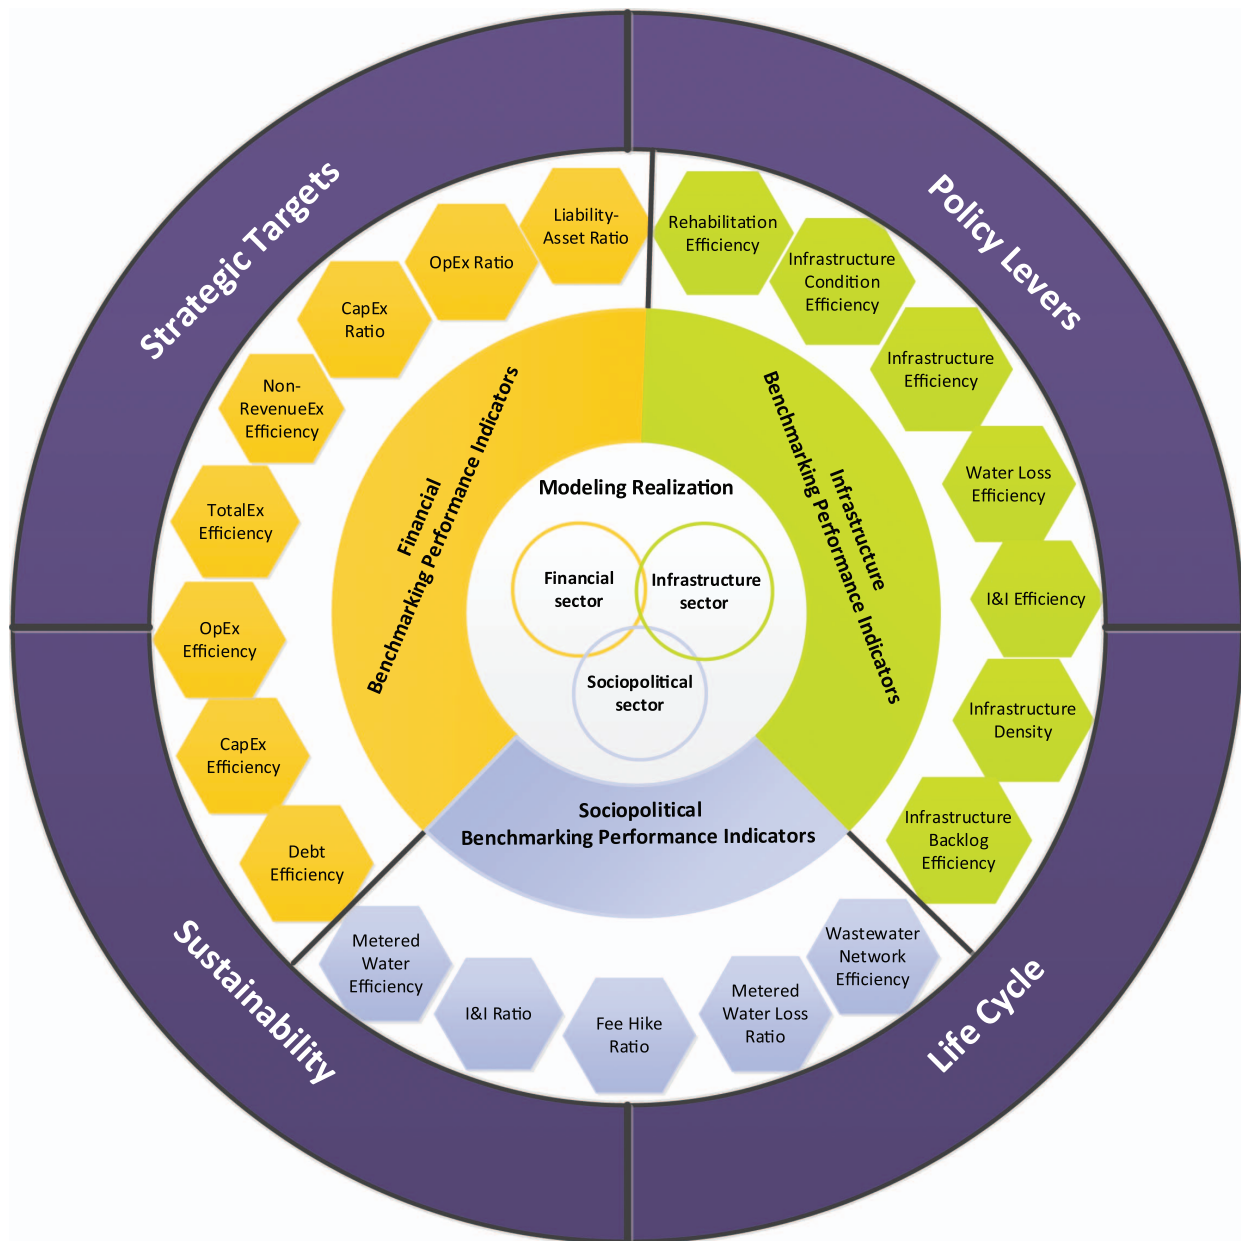 Strategic Targets
Policy Levers
Sustainability
Life Cycle
Liability-
Asset Ratio
OpEx Ratio
CapEx
Ratio
Non-
RevenueEx
Efficiency
TotalEx
Efficiency
OpEx
Efficiency
CapEx
Efficiency
Debt
Efficiency
Rehabilitation
Efficiency
Infrastructure
Condition
Efficiency
Infrastructure
Efficiency
Water Loss
Efficiency
I&I Efficiency
Infrastructure
Density
Infrastructure
Backlog
Efficiency
Metered
Water
Efficiency
I&I Ratio
Fee Hike
Ratio
Metered
Water Loss
Ratio
Wastewater
Network
Efficiency
Financial
Benchmarking Performance Indicators
Infrastructure
Benchmarking Performance Indicators
Sociopolitical
Benchmarking Performance Indicators
Modeling Realization
Financial
sector
Infrastructure
sector
Sociopolitical
sector